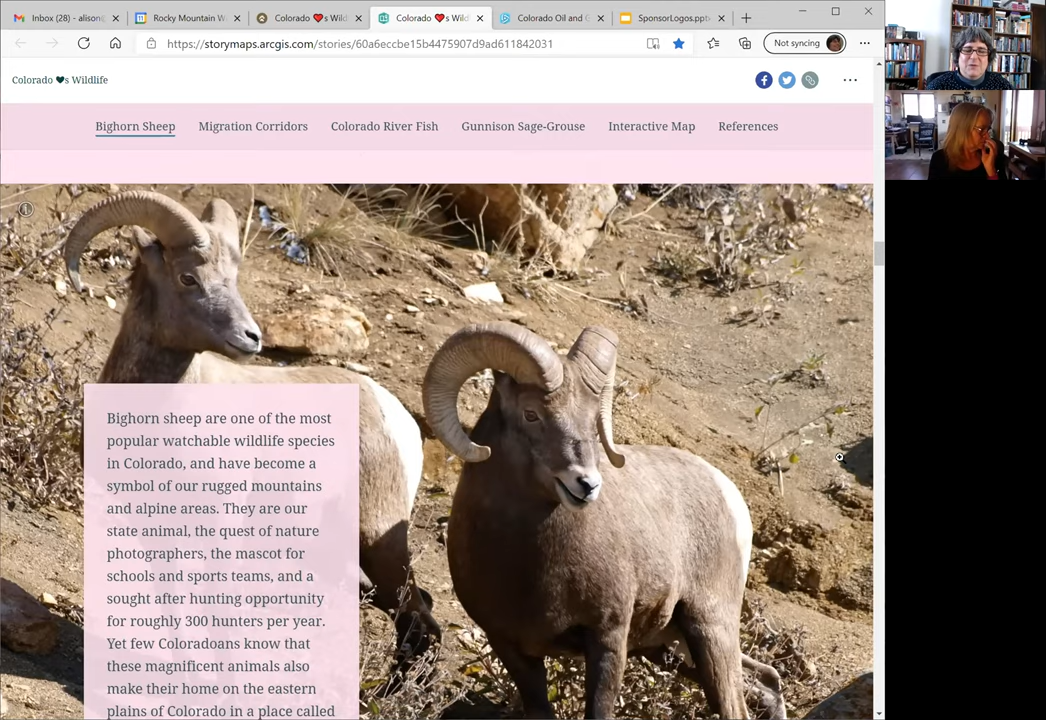 Inbox (28) - alison@
Rocky Mountain W
Colorado ❤️s Wild
Colorado ❤️s Wild
Colorado Oil and G
SponsorLogos.pptx
https://storymaps.arcgis.com/stories/60a6eccbe15b4475907d9ad611842031
Not syncing
Colorado ❤s Wildlife
Bighorn Sheep Migration Corridors Colorado River Fish Gunnison Sage-Grouse Interactive Map References
Bighorn sheep are one of the most
popular watchable wildlife species
in Colorado, and have become a
symbol of our rugged mountains
and alpine areas. They are our
state animal, the quest of nature
photographers, the mascot for
schools and sports teams, and a
sought after hunting opportunity
for roughly 300 hunters per year.
Yet few Coloradoans know that
these magnificent animals also
make their home on the eastern
plains of Colorado in a place called